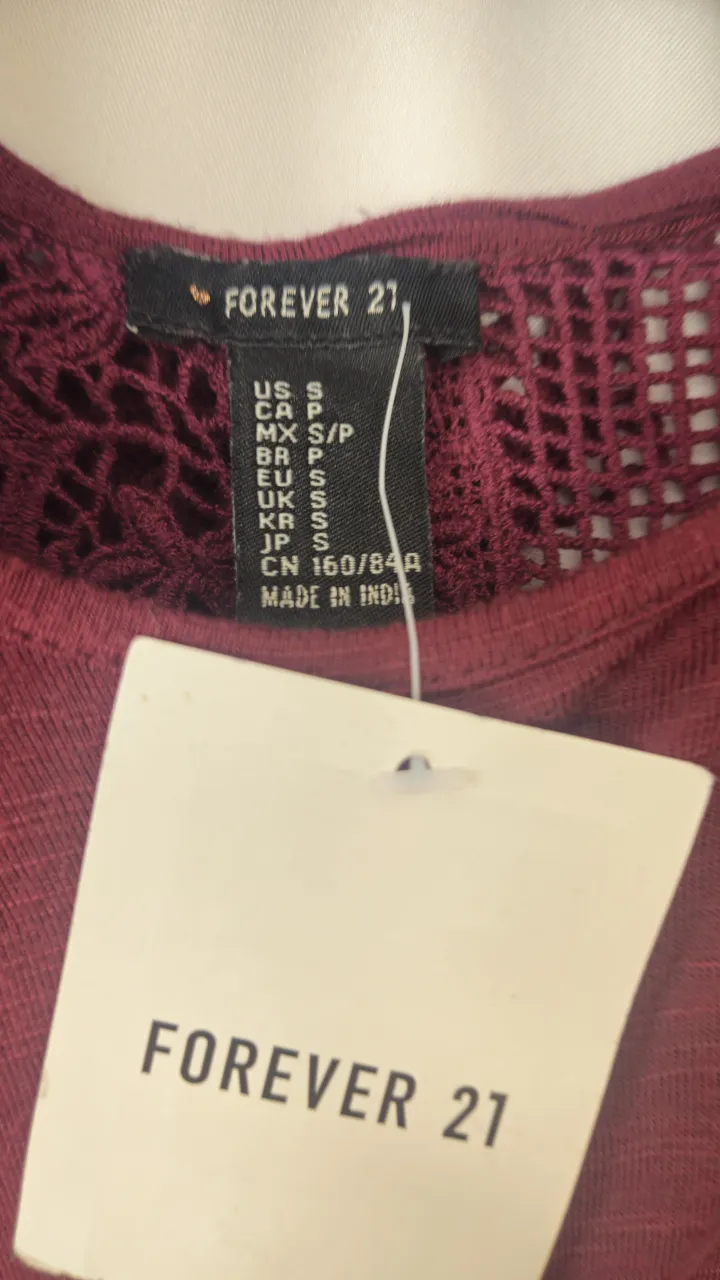 FOREVER 21
US S
CA P
MX S/P
BR P
EU S
UK S
KR S
JP S
CN 160/84A
MADE IN INDIA
FOREVER 21